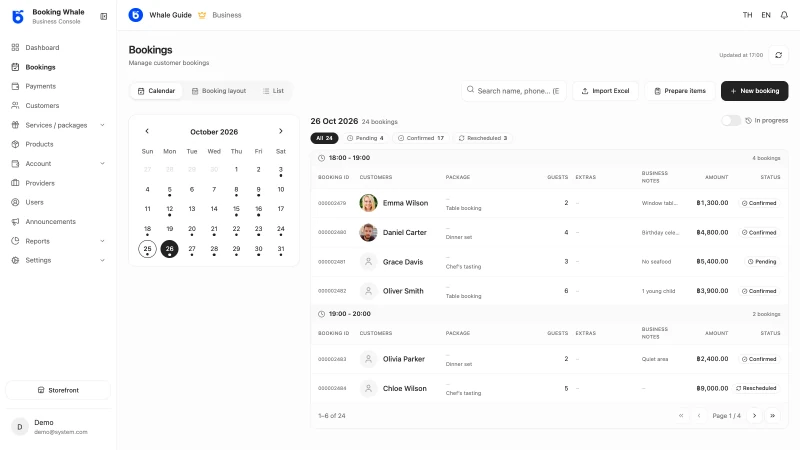 Booking Whale
Business Console
Dashboard
Bookings
Payments
Customers
Services / packages
Products
Account
Providers
Users
Announcements
Reports
Settings
Storefront
D
Demo
demo@system.com
Whale Guide
Business
TH EN
Bookings
Manage customer bookings
Updated at 17:00
Calendar
Booking layout
List
Search name, phone... (E
Import Excel
Prepare items
+ New booking
October 2026
Sun Mon Tue Wed Thu Fri Sat
27 28 29 30 1 2 3
4 5 6 7 8 9 10
11 12 13 14 15 16 17
18 19 20 21 22 23 24
25 26 27 28 29 30 31
26 Oct 2026 24 bookings
In progress
All 24
Pending 4
Confirmed 17
Rescheduled 3
18:00 - 19:00
4 bookings
BOOKING ID CUSTOMERS PACKAGE GUESTS EXTRAS BUSINESS NOTES AMOUNT STATUS
000002479 Emma Wilson – Table booking 2 – Window tabl... ฿1,300.00 Confirmed
000002480 Daniel Carter – Dinner set 4 – Birthday cele... ฿4,800.00 Confirmed
000002481 Grace Davis – Chef's tasting 3 – No seafood ฿5,400.00 Pending
000002482 Oliver Smith – Table booking 6 – 1 young child ฿3,900.00 Confirmed
19:00 - 20:00
2 bookings
BOOKING ID CUSTOMERS PACKAGE GUESTS EXTRAS BUSINESS NOTES AMOUNT STATUS
000002483 Olivia Parker – Dinner set 2 – Quiet area ฿2,400.00 Confirmed
000002484 Chloe Wilson – Chef's tasting 5 – – ฿9,000.00 Rescheduled
1–6 of 24
« ‹ Page 1 / 4 › »